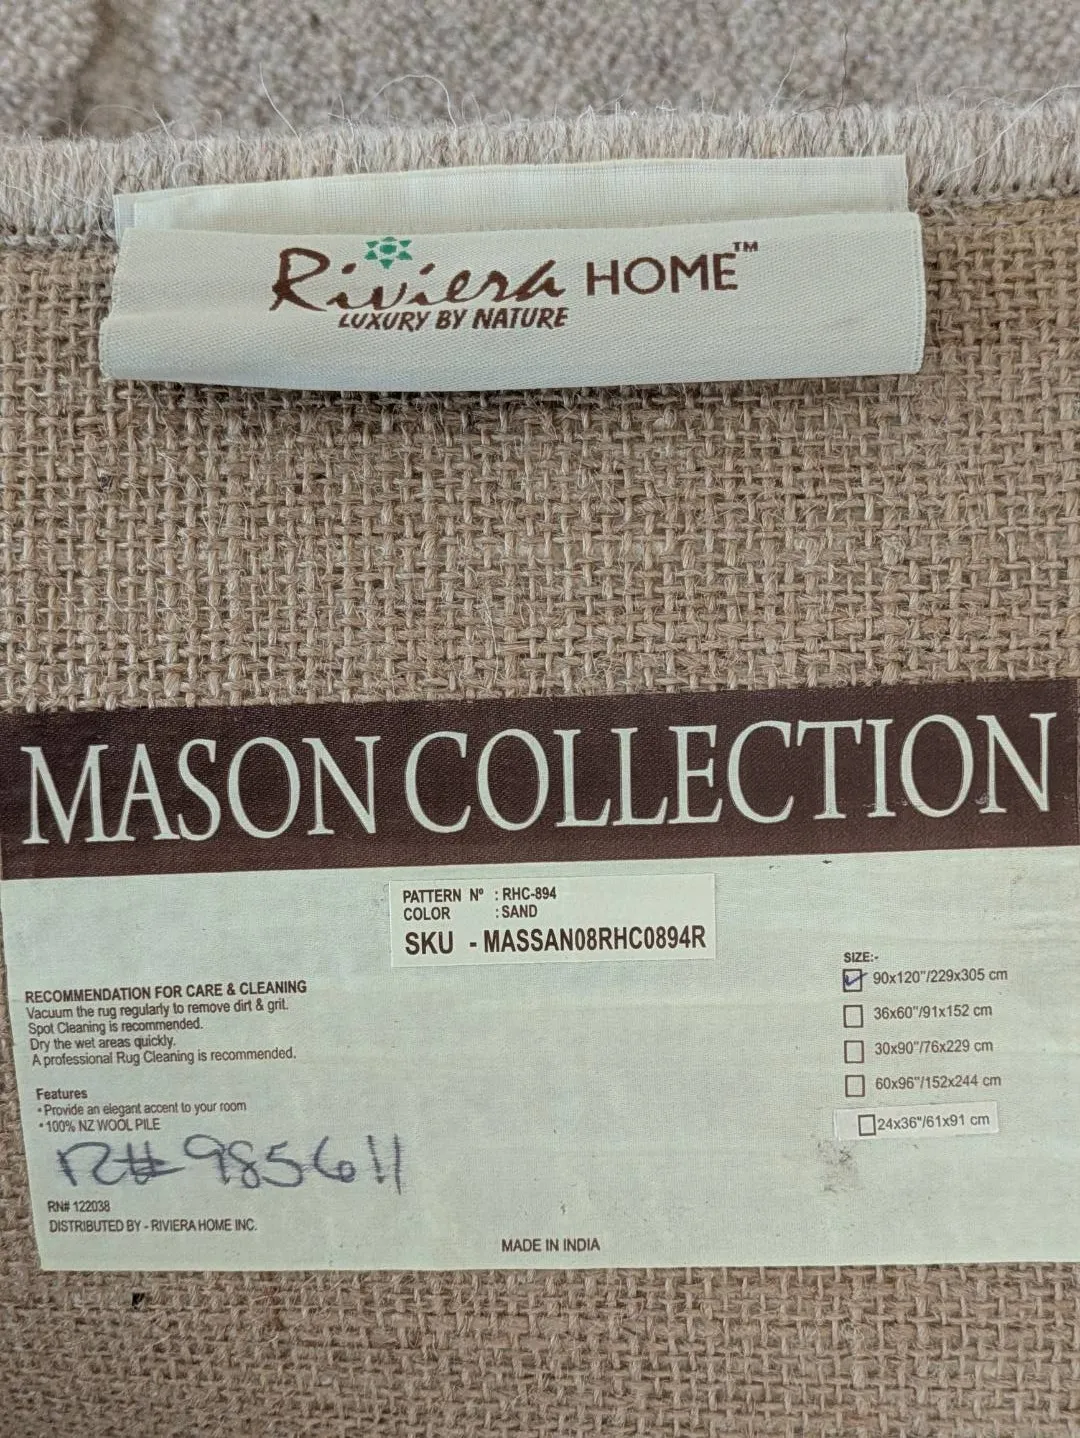 Riviera HOME™
LUXURY BY NATURE
MASON COLLECTION
PATTERN Nº : RHC-894
COLOR : SAND
SKU - MASSAN08RHC0894R
RECOMMENDATION FOR CARE & CLEANING
Vacuum the rug regularly to remove dirt & grit.
Spot Cleaning is recommended.
Dry the wet areas quickly.
A professional Rug Cleaning is recommended.
Features
• Provide an elegant accent to your room
• 100% NZ WOOL PILE
R# 985611
RN# 122038
DISTRIBUTED BY - RIVIERA HOME INC.
MADE IN INDIA
SIZE:-
90x120"/229x305 cm
36x60"/91x152 cm
30x90"/76x229 cm
60x96"/152x244 cm
24x36"/61x91 cm